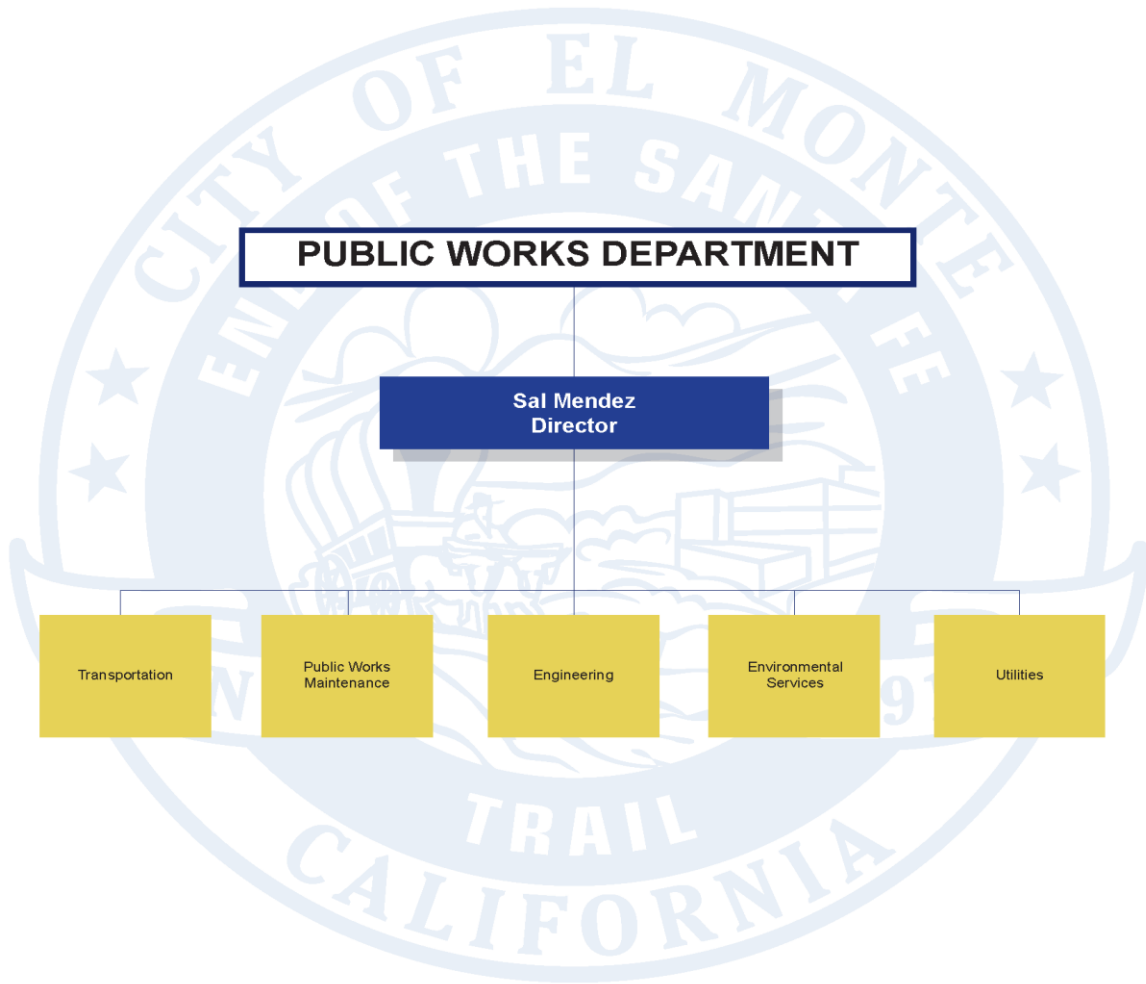 CITY OF EL MONTE
END OF THE SANTA FE
PUBLIC WORKS DEPARTMENT
Sal Mendez
Director
Transportation
Public Works
Maintenance
Engineering
Environmental
Services
Utilities
TRAIL
CALIFORNIA